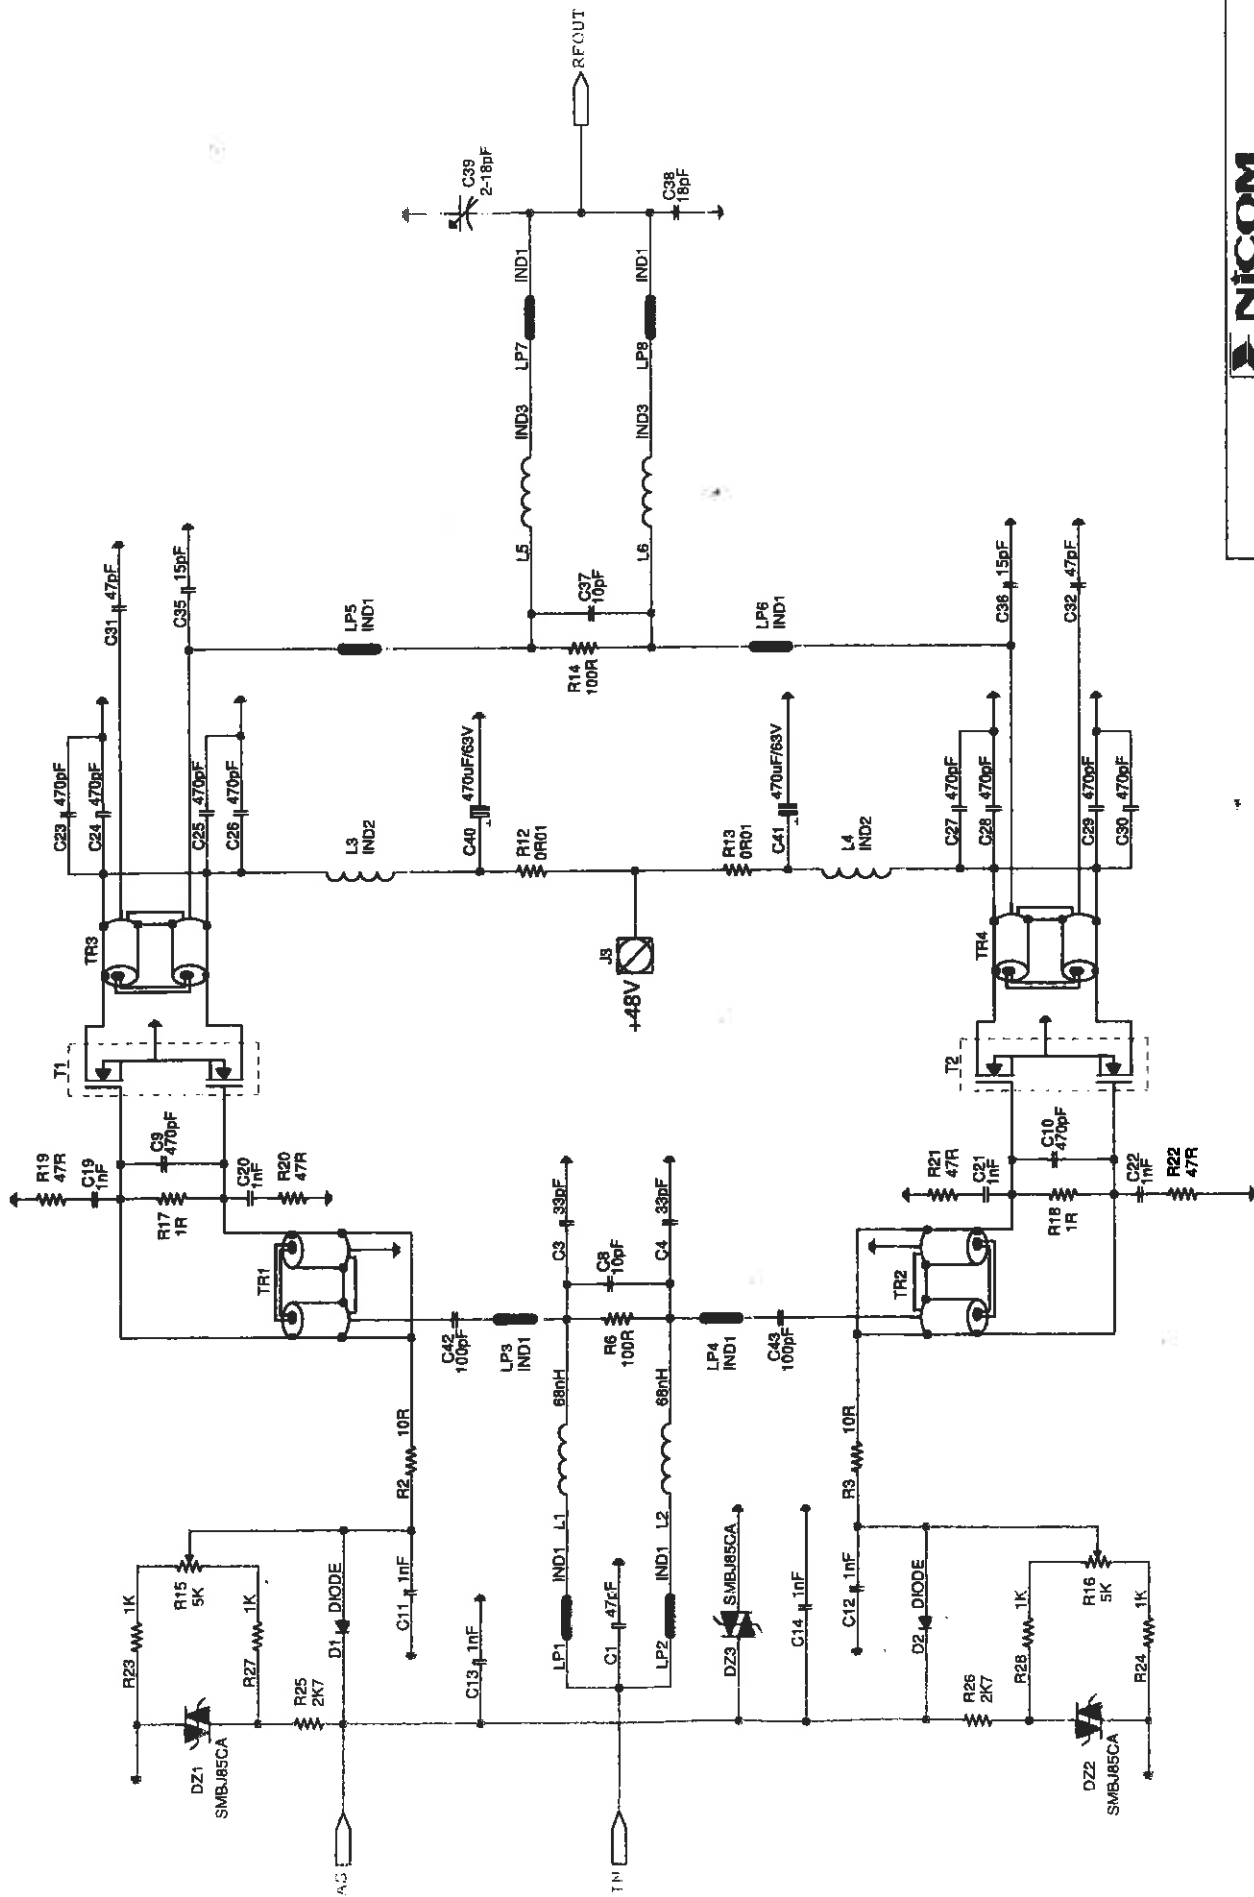 RFOUT
C39
2-18pF
C38
18pF
IND1
LP7
IND3
L5
IND1
LP8
IND3
L6
C37
10pF
R14
100R
LP5
IND1
LP6
IND1
C31 47pF
C35 15pF
C36 15pF
C32 47pF
C23 470pF
C24 470pF
C25 470pF
C26 470pF
L3
IND2
C40 470uF/63V
R12
0R01
R13
0R01
C41 470uF/63V
L4
IND2
C27 470pF
C28 470pF
C29 470pF
C30 470pF
TR3
J3
+48V
TR4
T1
T2
R19
47R
C19
1nF
C9
470pF
R17
1R
C20
1nF
R20
47R
R21
47R
C21
1nF
C10
470pF
R18
1R
C22
1nF
R22
47R
TR1
TR2
C3 33pF
C8
10pF
C4 33pF
C42
100pF
LP3
IND1
R6
100R
LP4
IND1
C43
100pF
R2 10R
R3 10R
L1 68nH
L2 68nH
LP1 IND1
C1 47pF
LP2 IND1
R23 1K
R15
5K
R27 1K
DZ1
SMBJ85CA
R25
2K7
D1 DIODE
C11 1nF
C13 1nF
DZ3 SMBJ85CA
C14 1nF
C12 1nF
D2 DIODE
R26
2K7
R28 1K
R16
5K
R24 1K
DZ2
SMBJ85CA
IN
NiCOM